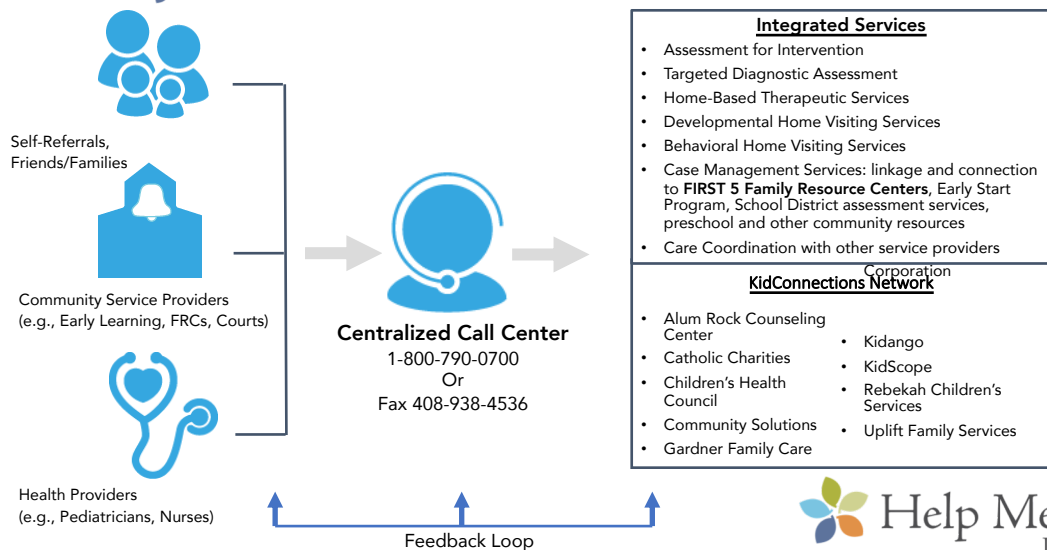 Self-Referrals,
Friends/Families
Community Service Providers
(e.g., Early Learning, FRCs, Courts)
Health Providers
(e.g., Pediatricians, Nurses)
Centralized Call Center
1-800-790-0700
Or
Fax 408-938-4536
Integrated Services
• Assessment for Intervention
• Targeted Diagnostic Assessment
• Home-Based Therapeutic Services
• Developmental Home Visiting Services
• Behavioral Home Visiting Services
• Case Management Services: linkage and connection
to FIRST 5 Family Resource Centers, Early Start
Program, School District assessment services,
preschool and other community resources
• Care Coordination with other service providers
Corporation
KidConnections Network
• Alum Rock Counseling
Center
• Catholic Charities
• Children's Health
Council
• Community Solutions
• Gardner Family Care
• Kidango
• KidScope
• Rebekah Children's
Services
• Uplift Family Services
Feedback Loop
Help Me